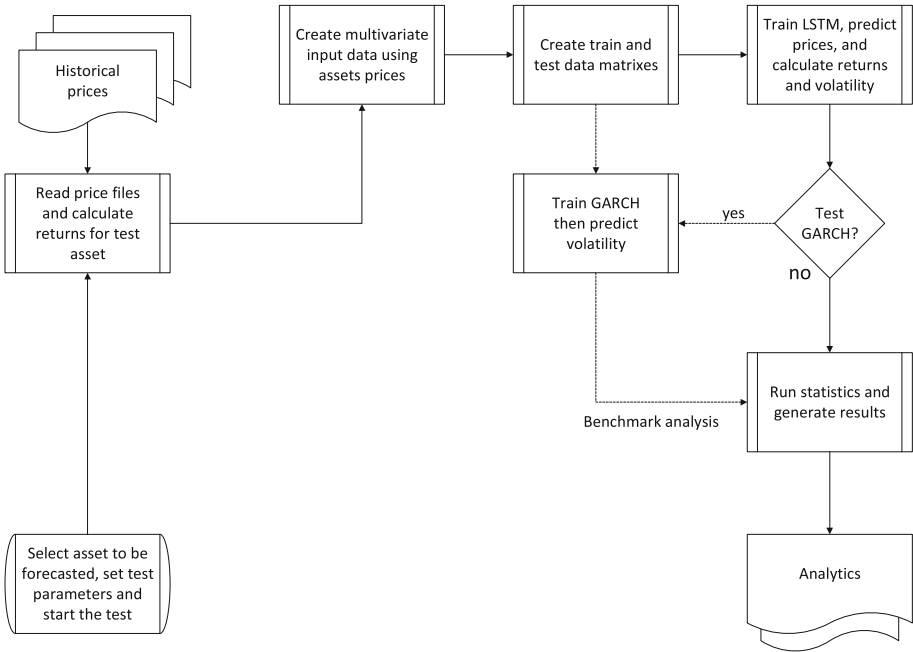 Historical
prices
Create multivariate
input data using
assets prices
Create train and
test data matrixes
Train LSTM, predict
prices, and
calculate returns
and volatility
Read price files
and calculate
returns for test
asset
Train GARCH
then predict
volatility
yes
Test
GARCH?
no
Run statistics and
generate results
Benchmark analysis
Select asset to be
forecasted, set test
parameters and
start the test
Analytics